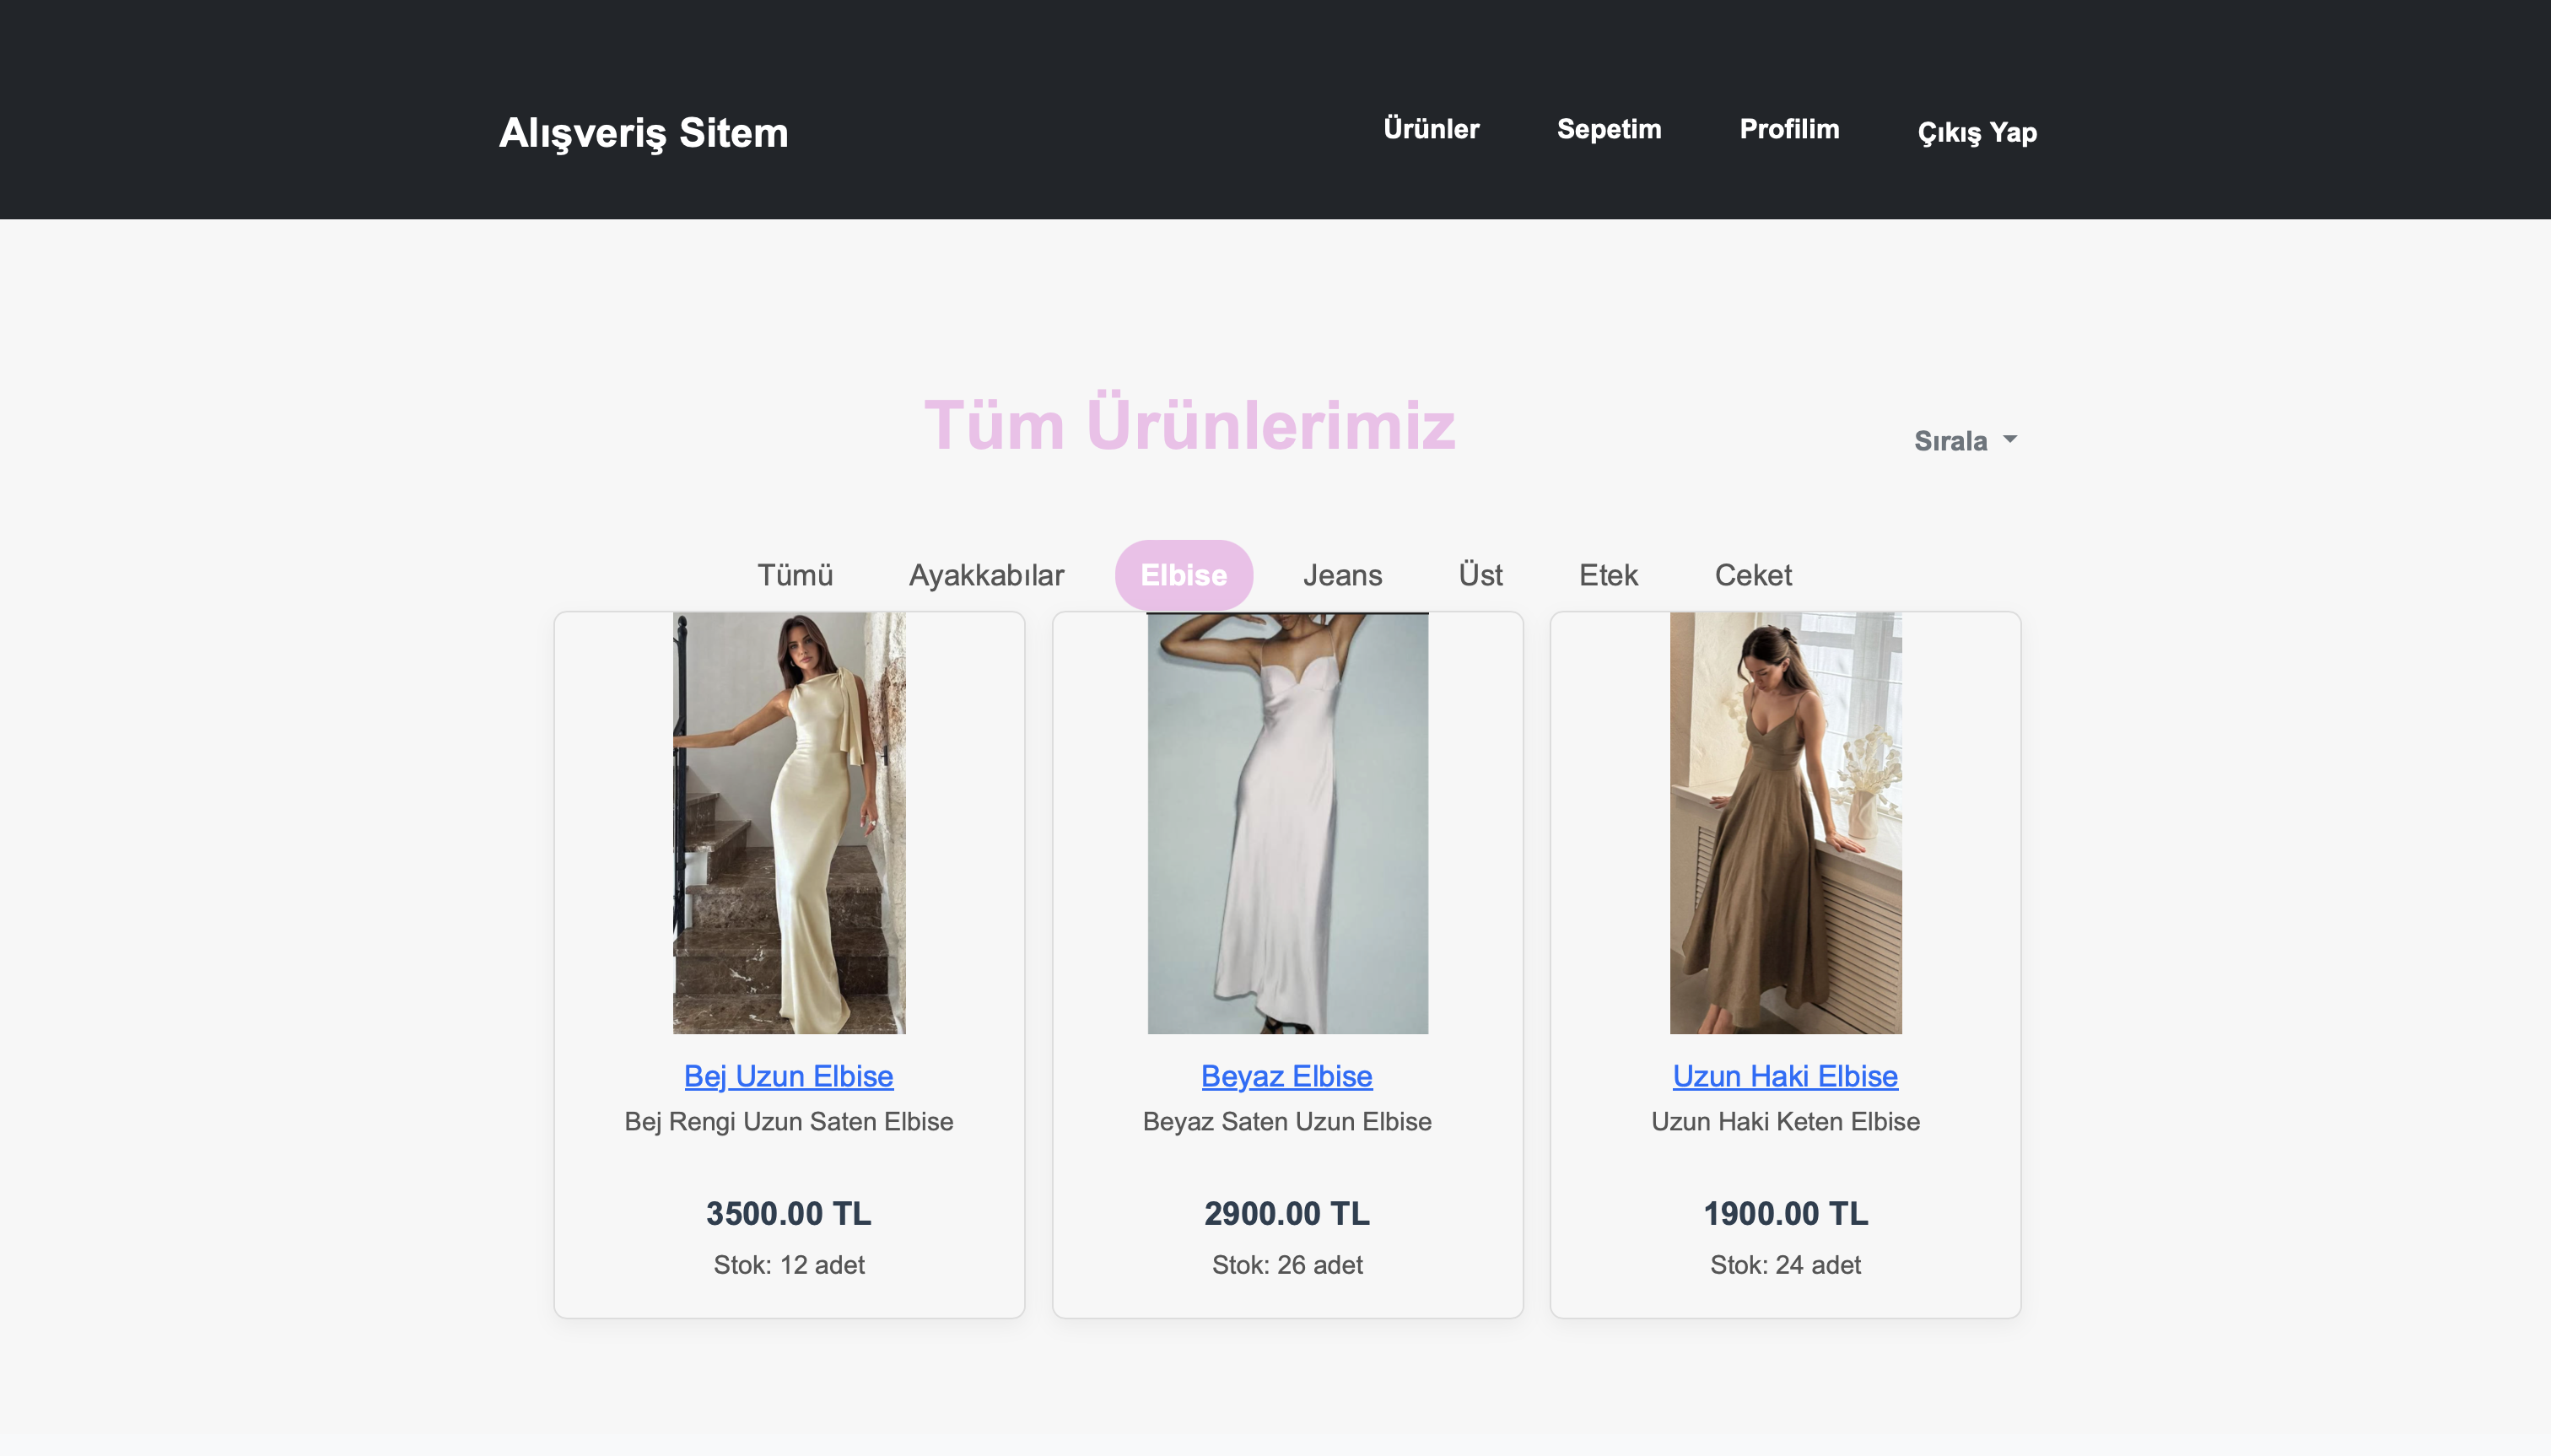 Alışveriş Sitem
Ürünler Sepetim Profilim Çıkış Yap
Tüm Ürünlerimiz
Sırala
Tümü Ayakkabılar Elbise Jeans Üst Etek Ceket
Bej Uzun Elbise
Bej Rengi Uzun Saten Elbise
3500.00 TL
Stok: 12 adet
Beyaz Elbise
Beyaz Saten Uzun Elbise
2900.00 TL
Stok: 26 adet
Uzun Haki Elbise
Uzun Haki Keten Elbise
1900.00 TL
Stok: 24 adet